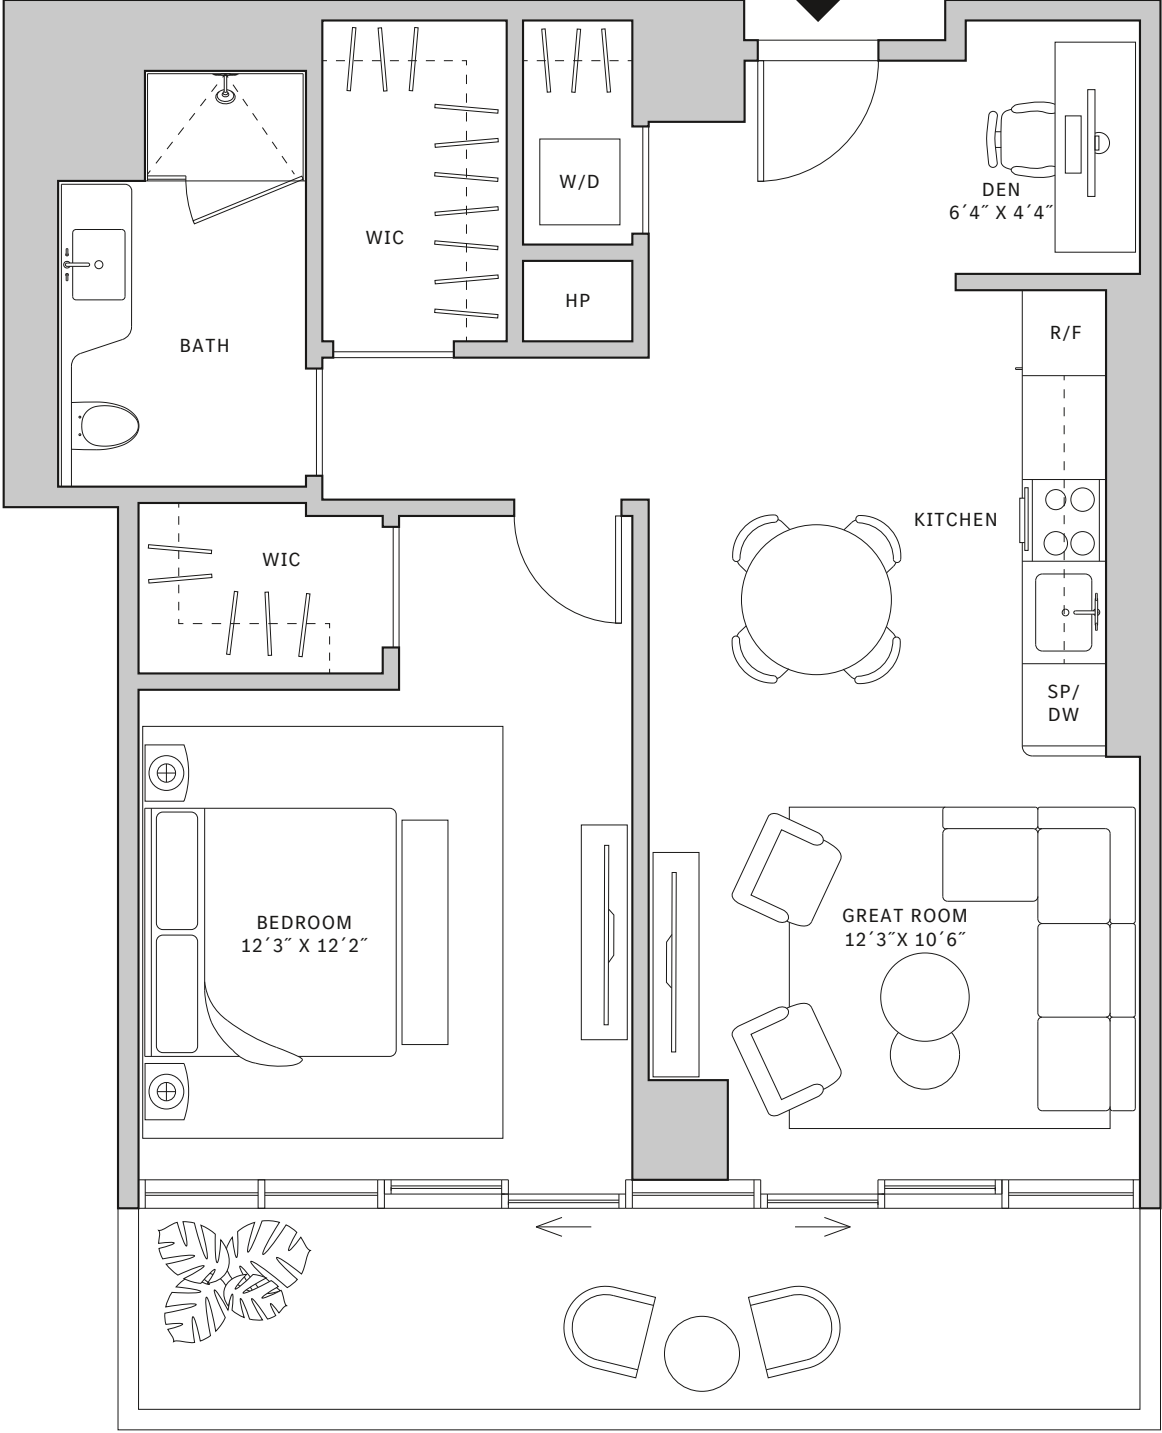 W/D
DEN
6´4˝ X 4´4˝
WIC
HP
R/F
BATH
KITCHEN
WIC
SP/
DW
GREAT ROOM
12´3˝X 10´6˝
BEDROOM
12´3˝ X 12´2˝